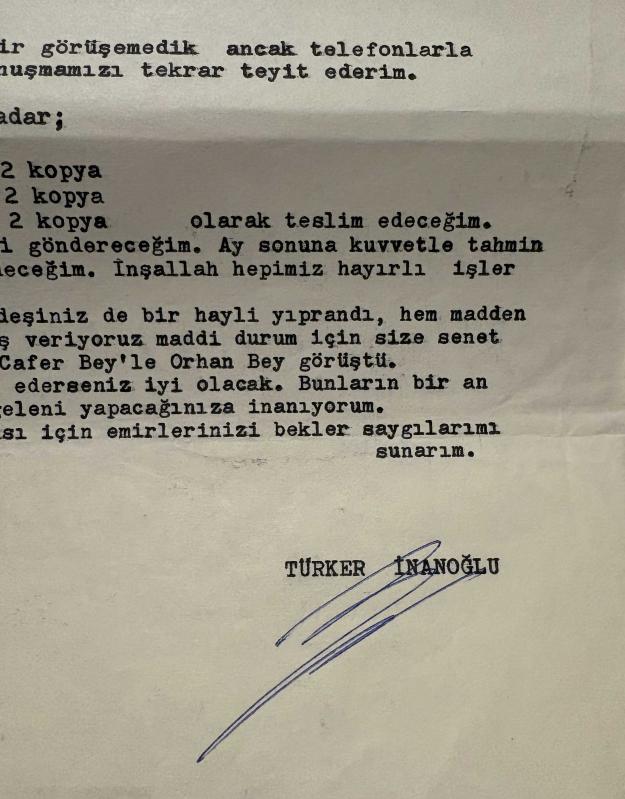 ir görüşemedik ancak telefonlarla
nuşmamızı tekrar teyit ederim.
adar;
2 kopya
2 kopya
2 kopya olarak teslim edeceğim.
i göndereceğim. Ay sonuna kuvvetle tahmin
eceğim. İnşallah hepimiz hayırlı işler
deşiniz de bir hayli yıprandı, hem madden
ş veriyoruz maddi durum için size senet
Cafer Bey'le Orhan Bey görüştü.
ederseniz iyi olacak. Bunların bir an
geleni yapacağınıza inanıyorum.
sı için emirlerinizi bekler saygılarımı
sunarım.
TÜRKER İNANOĞLU